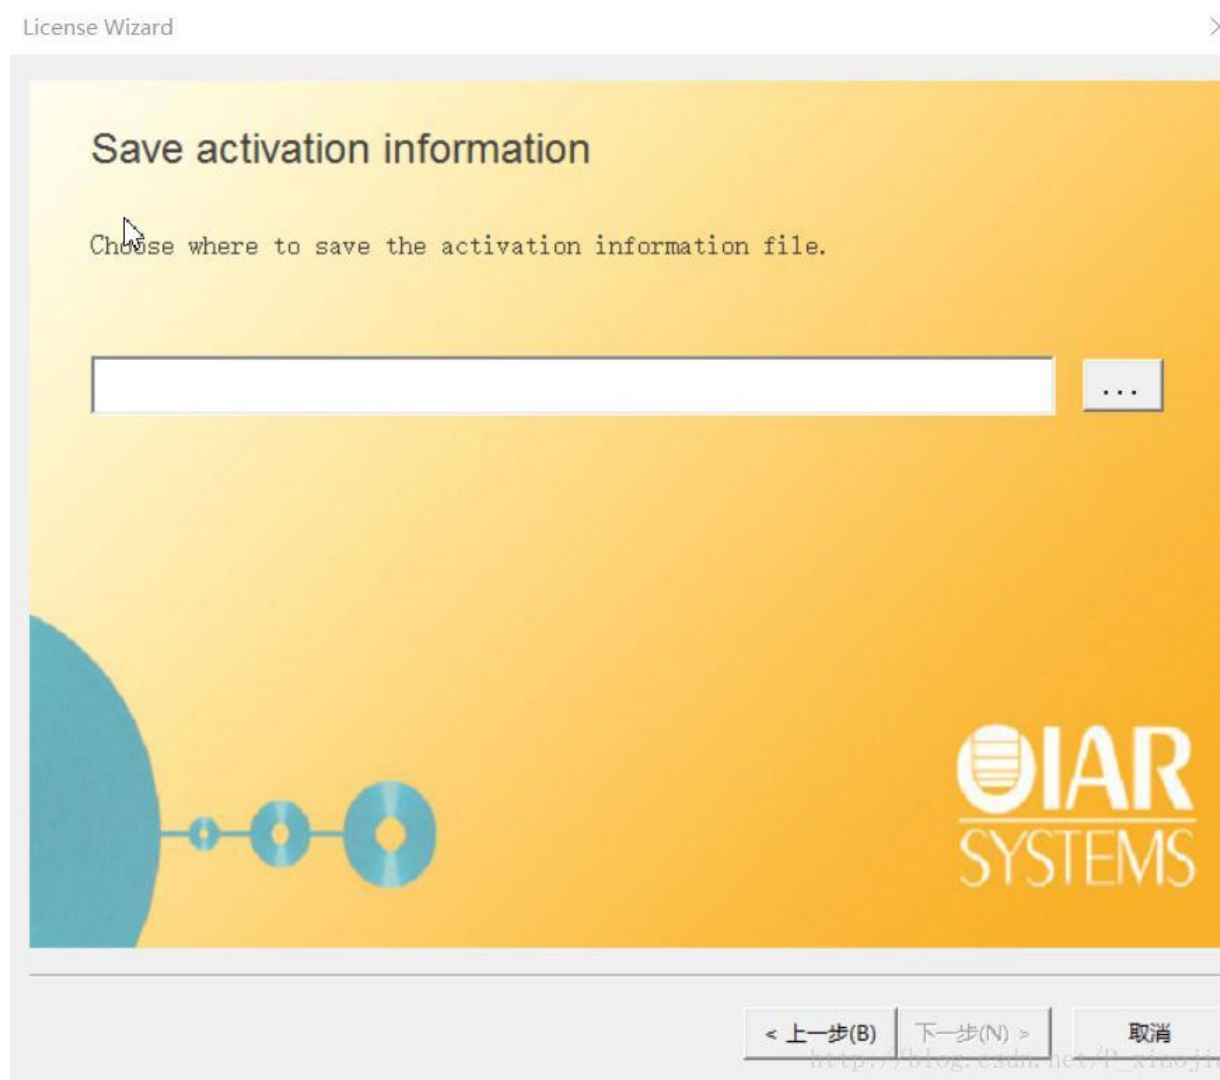 License Wizard
Save activation information
Choose where to save the activation information file.
...
IAR
SYSTEMS
< 上一步(B) 下一步(N) > 取消